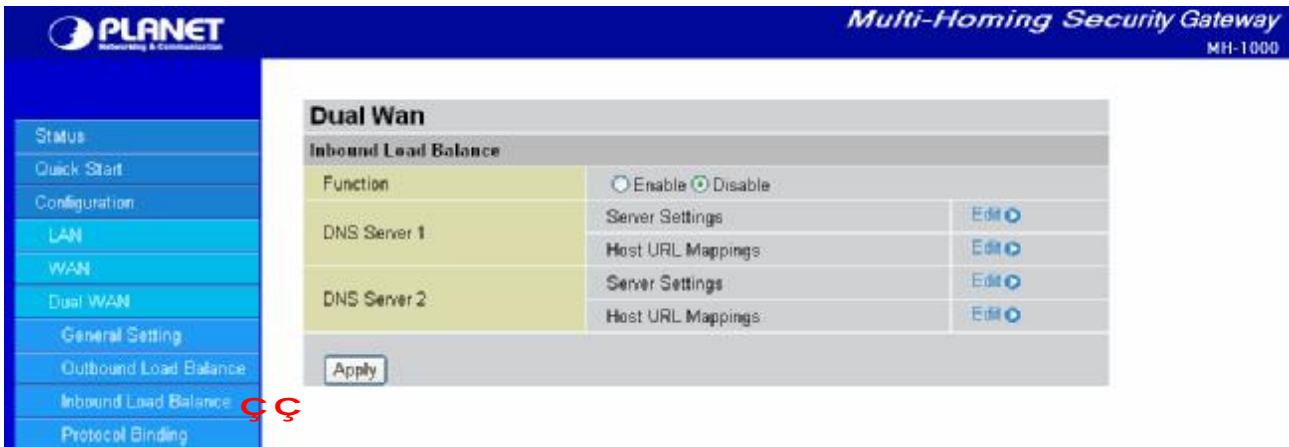 PLANET
Networking & Communication
Multi-Homing Security Gateway
MH-1000
Status
Quick Start
Configuration
LAN
WAN
Dual WAN
General Setting
Outbound Load Balance
Inbound Load Balance ç ç
Protocol Binding
Dual Wan
Inbound Load Balance
Function Enable Disable
DNS Server 1
Server Settings Edit
Host URL Mappings Edit
DNS Server 2
Server Settings Edit
Host URL Mappings Edit
Apply